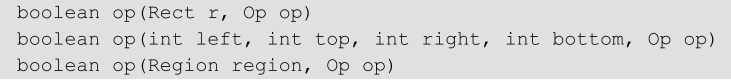 boolean op(Rect r, Op op)
boolean op(int left, int top, int right, int bottom, Op op)
boolean op(Region region, Op op)